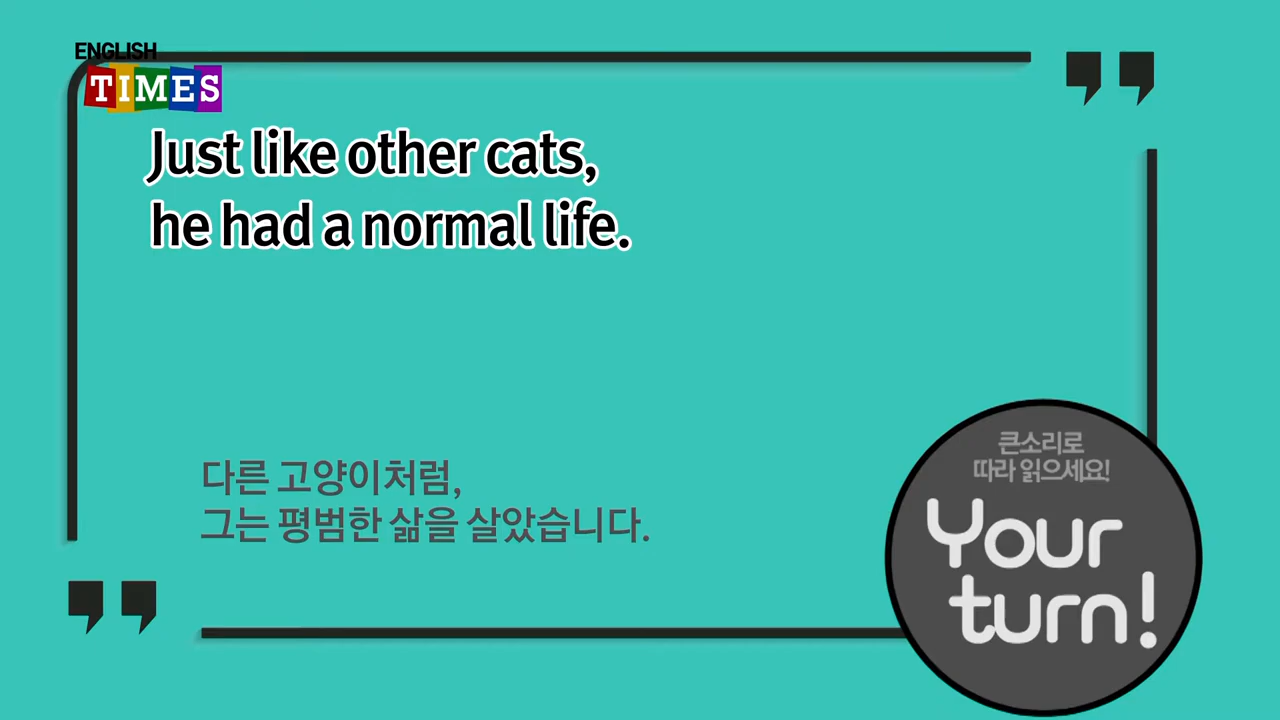 ENGLISH
TIMES
Just like other cats,
he had a normal life.
다른 고양이처럼,
그는 평범한 삶을 살았습니다.
큰소리로
따라 읽으세요!
Your
turn!